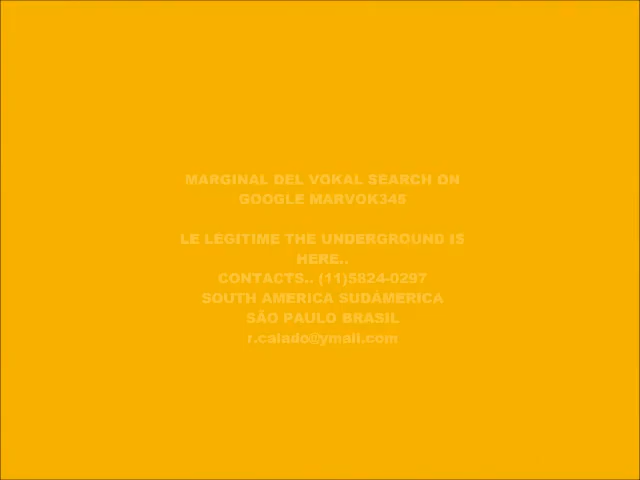 MARGINAL DEL VOKAL SEARCH ON
GOOGLE MARVOK345
LE LEGITIME THE UNDERGROUND IS
HERE..
CONTACTS.. (11)5824-0297
SOUTH AMERICA SUDÁMERICA
SÃO PAULO BRASIL
r.calado@ymail.com